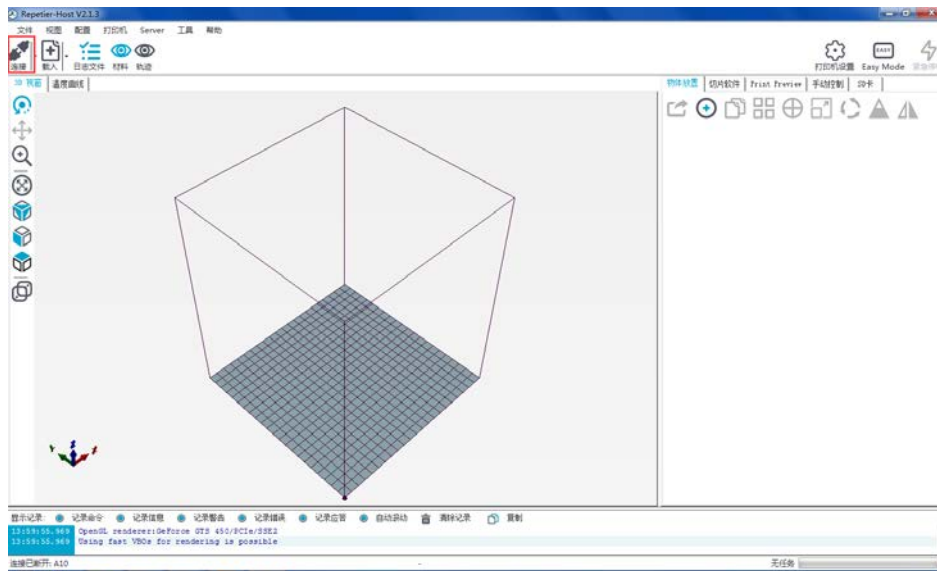 Repetier-Host V2.1.3
文件 视图 配置 打印机 Server 工具 帮助
连接 载入 日志文件 材料 轨迹 打印机设置 EASY Easy Mode
3D 视图 温度曲线 物体放置 切片软件 Print Preview 手动控制 SD卡
显示记录: 记录命令 记录信息 记录警告 记录错误 记录应答 自动滚动 清除记录 复制
13:59:55.969 OpenGL renderer:GeForce GTS 450/PCIe/SSE2
13:59:55.969 Using fast VBOs for rendering is possible
连接已断开: A10 - 无任务